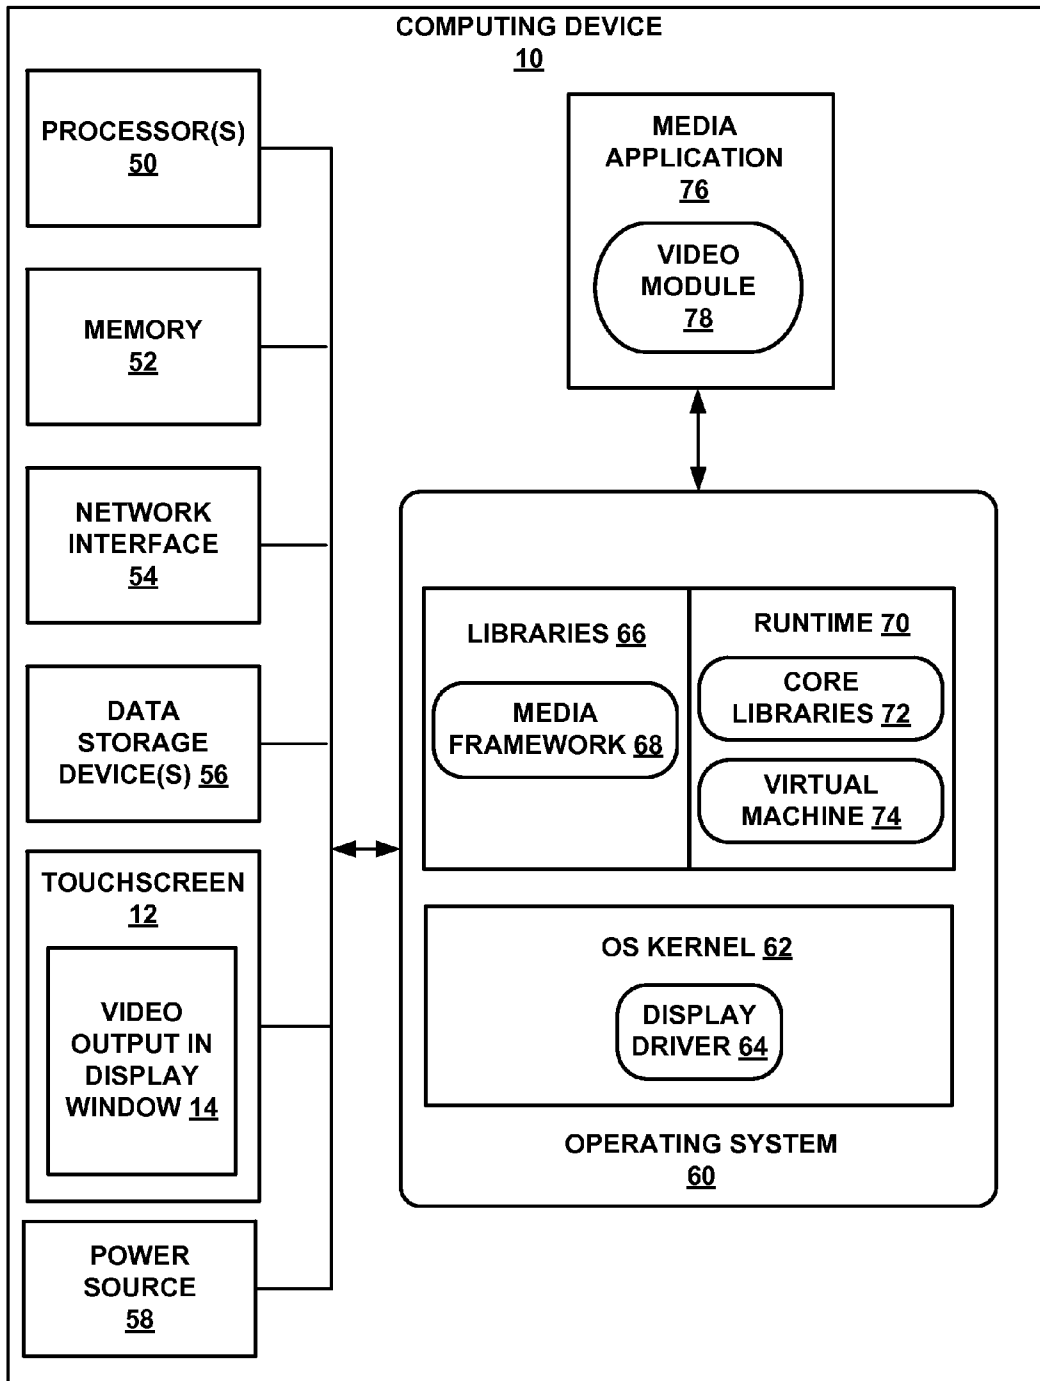 COMPUTING DEVICE
10
PROCESSOR(S)
50
MEMORY
52
NETWORK
INTERFACE
54
DATA
STORAGE
DEVICE(S) 56
TOUCHSCREEN
12
VIDEO
OUTPUT IN
DISPLAY
WINDOW 14
POWER
SOURCE
58
MEDIA
APPLICATION
76
VIDEO
MODULE
78
LIBRARIES 66
MEDIA
FRAMEWORK 68
RUNTIME 70
CORE
LIBRARIES 72
VIRTUAL
MACHINE 74
OS KERNEL 62
DISPLAY
DRIVER 64
OPERATING SYSTEM
60